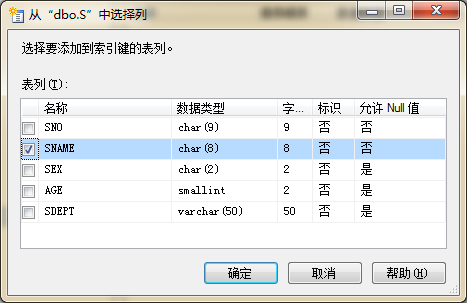 从 “dbo.S” 中选择列
选择要添加到索引键的表列。
表列(T):
名称 数据类型 字... 标识 允许 Null 值
SNO char(9) 9 否 否
SNAME char(8) 8 否 否
SEX char(2) 2 否 是
AGE smallint 2 否 是
SDEPT varchar(50) 50 否 是
确定 取消 帮助(H)